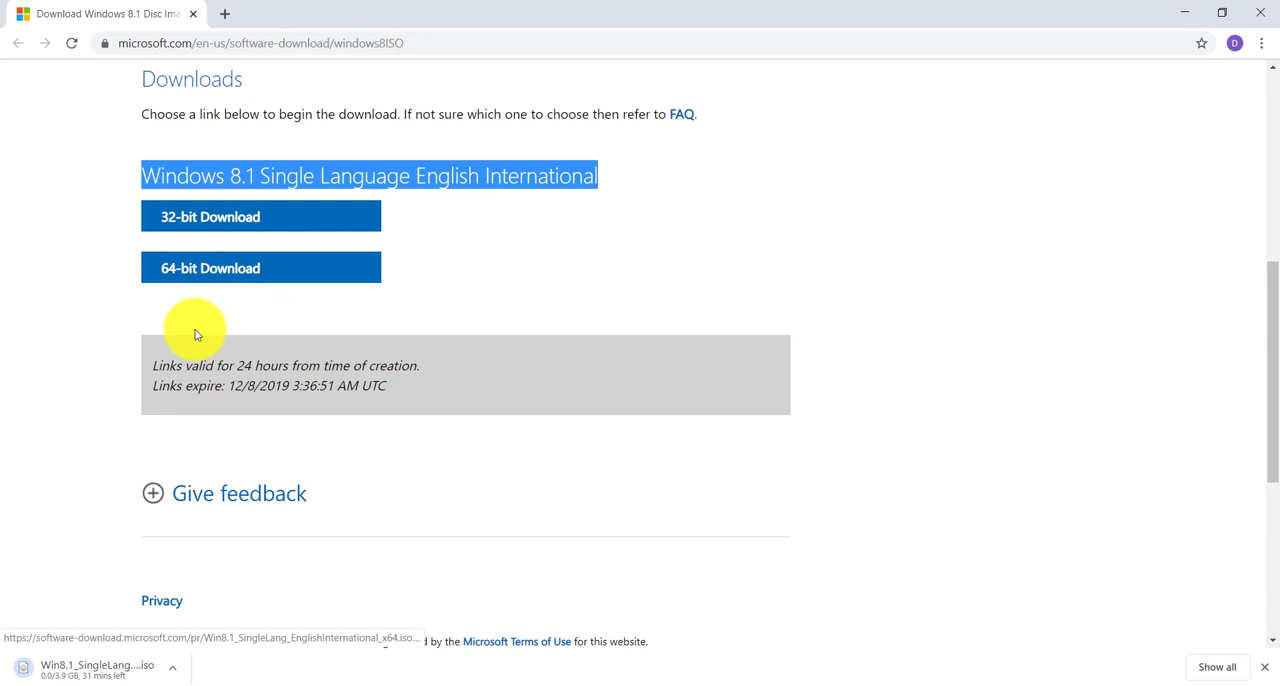 Download Windows 8.1 Disc Ima
microsoft.com/en-us/software-download/windows8ISO
D
Downloads
Choose a link below to begin the download. If not sure which one to choose then refer to FAQ.
Windows 8.1 Single Language English International
32-bit Download
64-bit Download
Links valid for 24 hours from time of creation.
Links expire: 12/8/2019 3:36:51 AM UTC
Give feedback
Privacy
https://software-download.microsoft.com/pr/Win8.1_SingleLang_EnglishInternational_x64.iso...
d by the Microsoft Terms of Use for this website.
Win8.1_SingleLang....iso
0.0/3.9 GB, 31 mins left
Show all